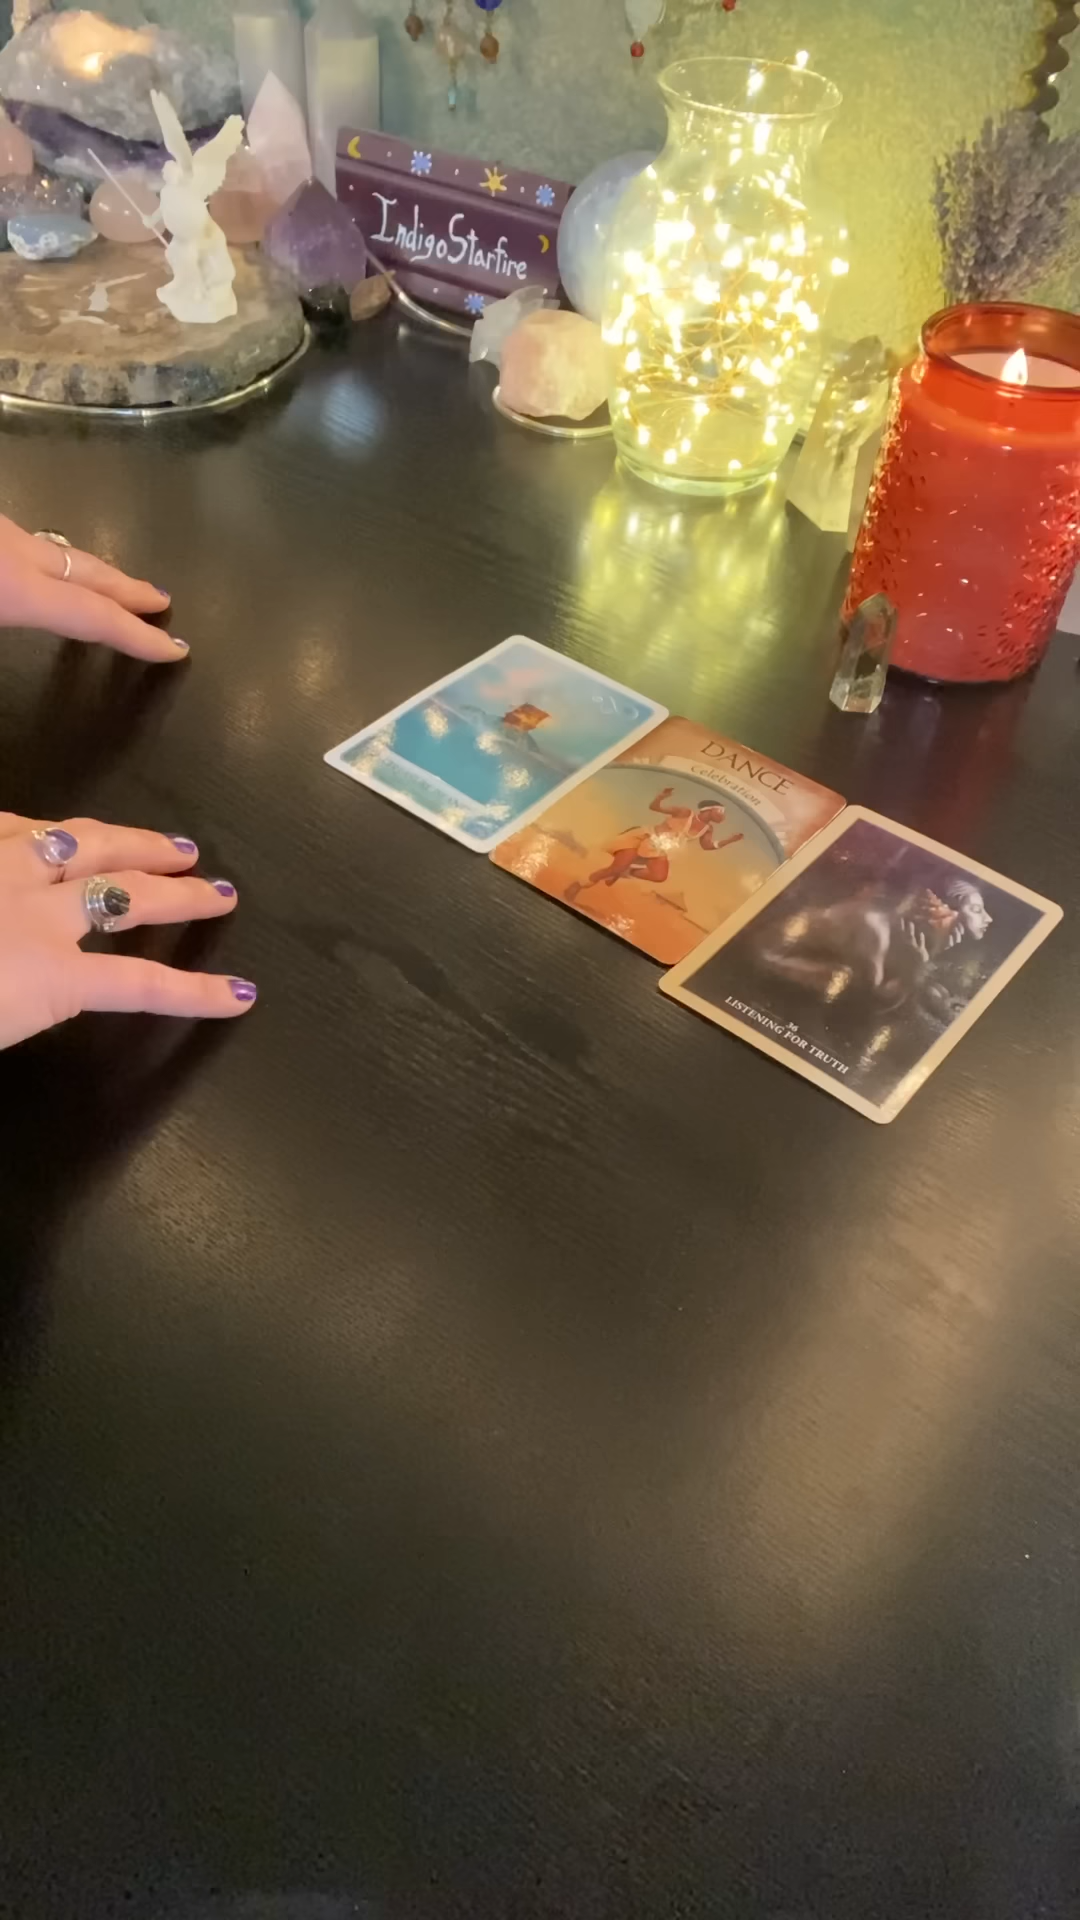 IndigoStarfire
DANCE
Celebration
36
LISTENING FOR TRUTH